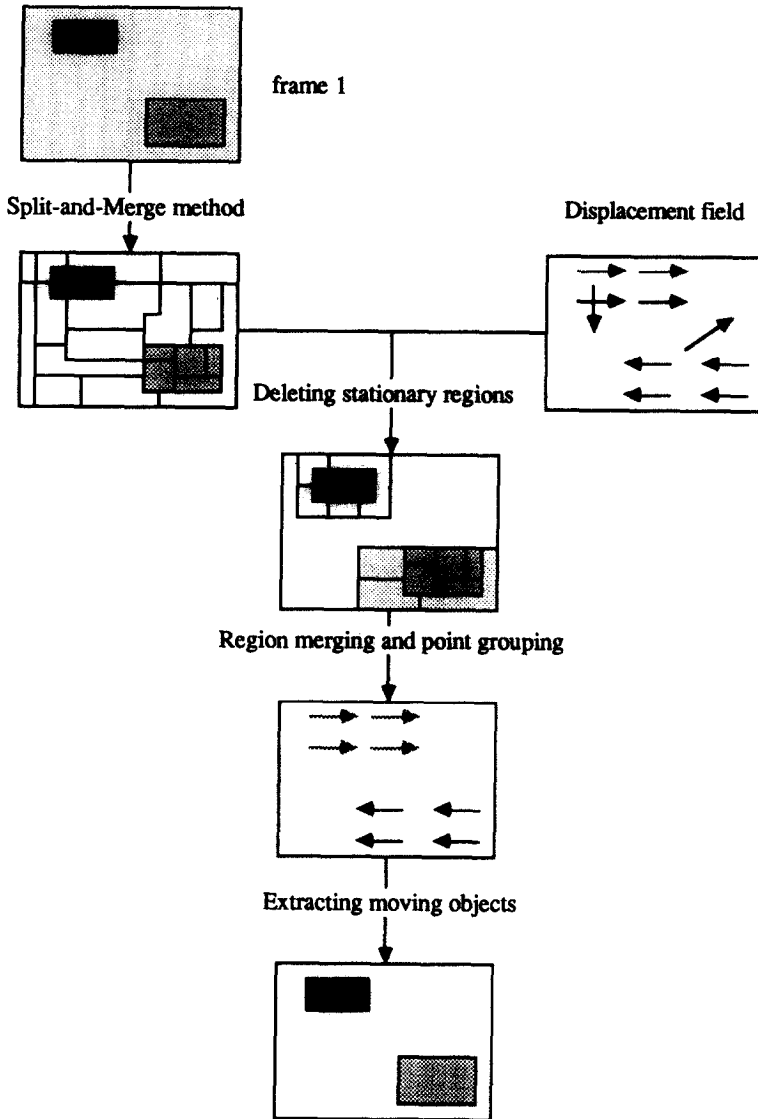 frame 1
Split-and-Merge method
Displacement field
Deleting stationary regions
Region merging and point grouping
Extracting moving objects